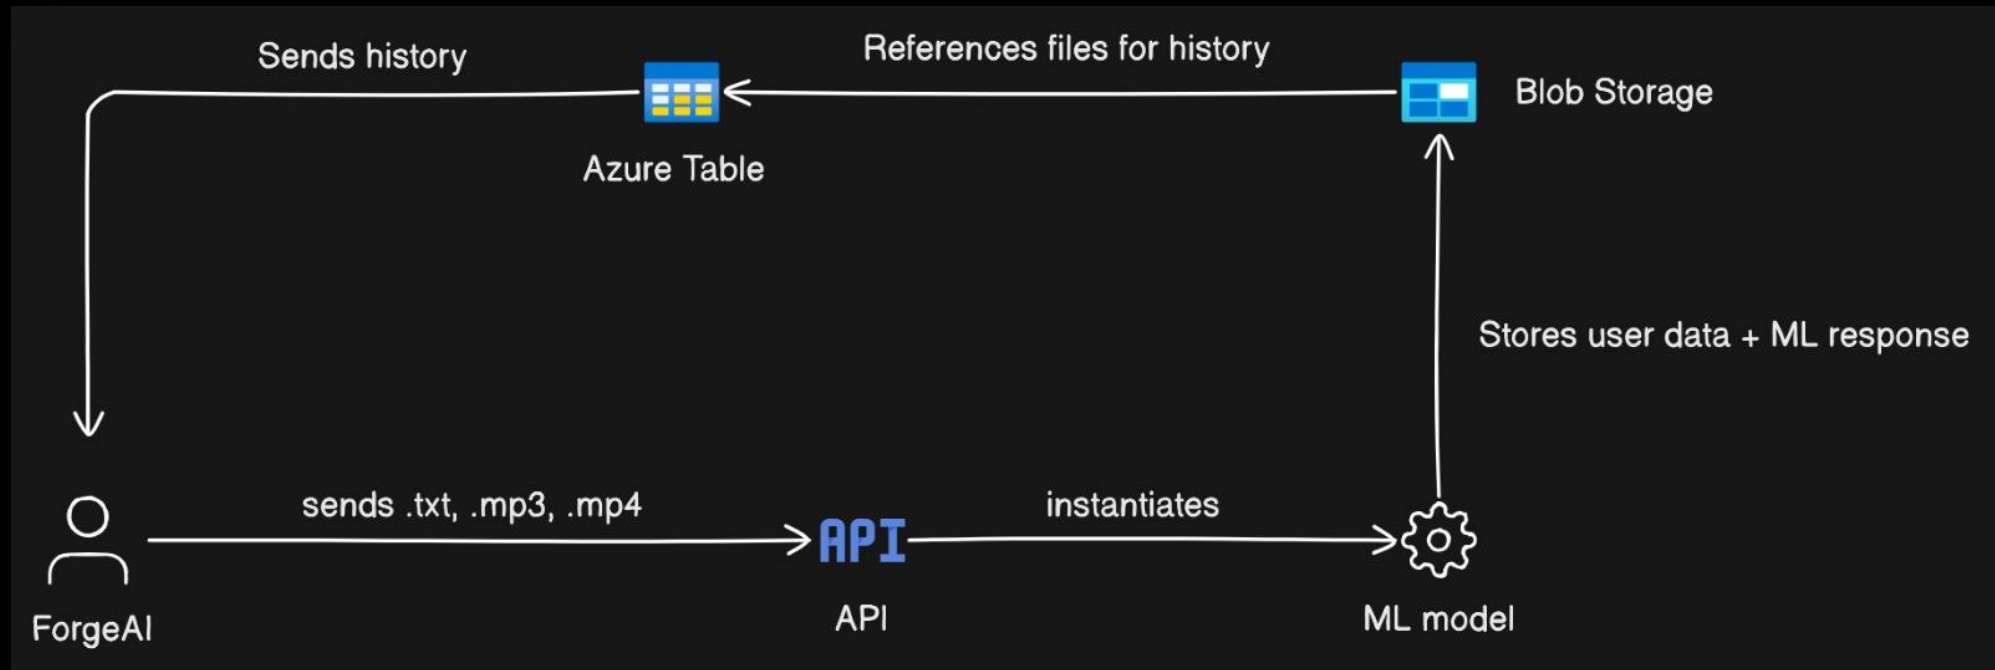 Sends history
References files for history
Blob Storage
Azure Table
Stores user data + ML response
sends .txt, .mp3, .mp4
instantiates
API
ForgeAI
API
ML model